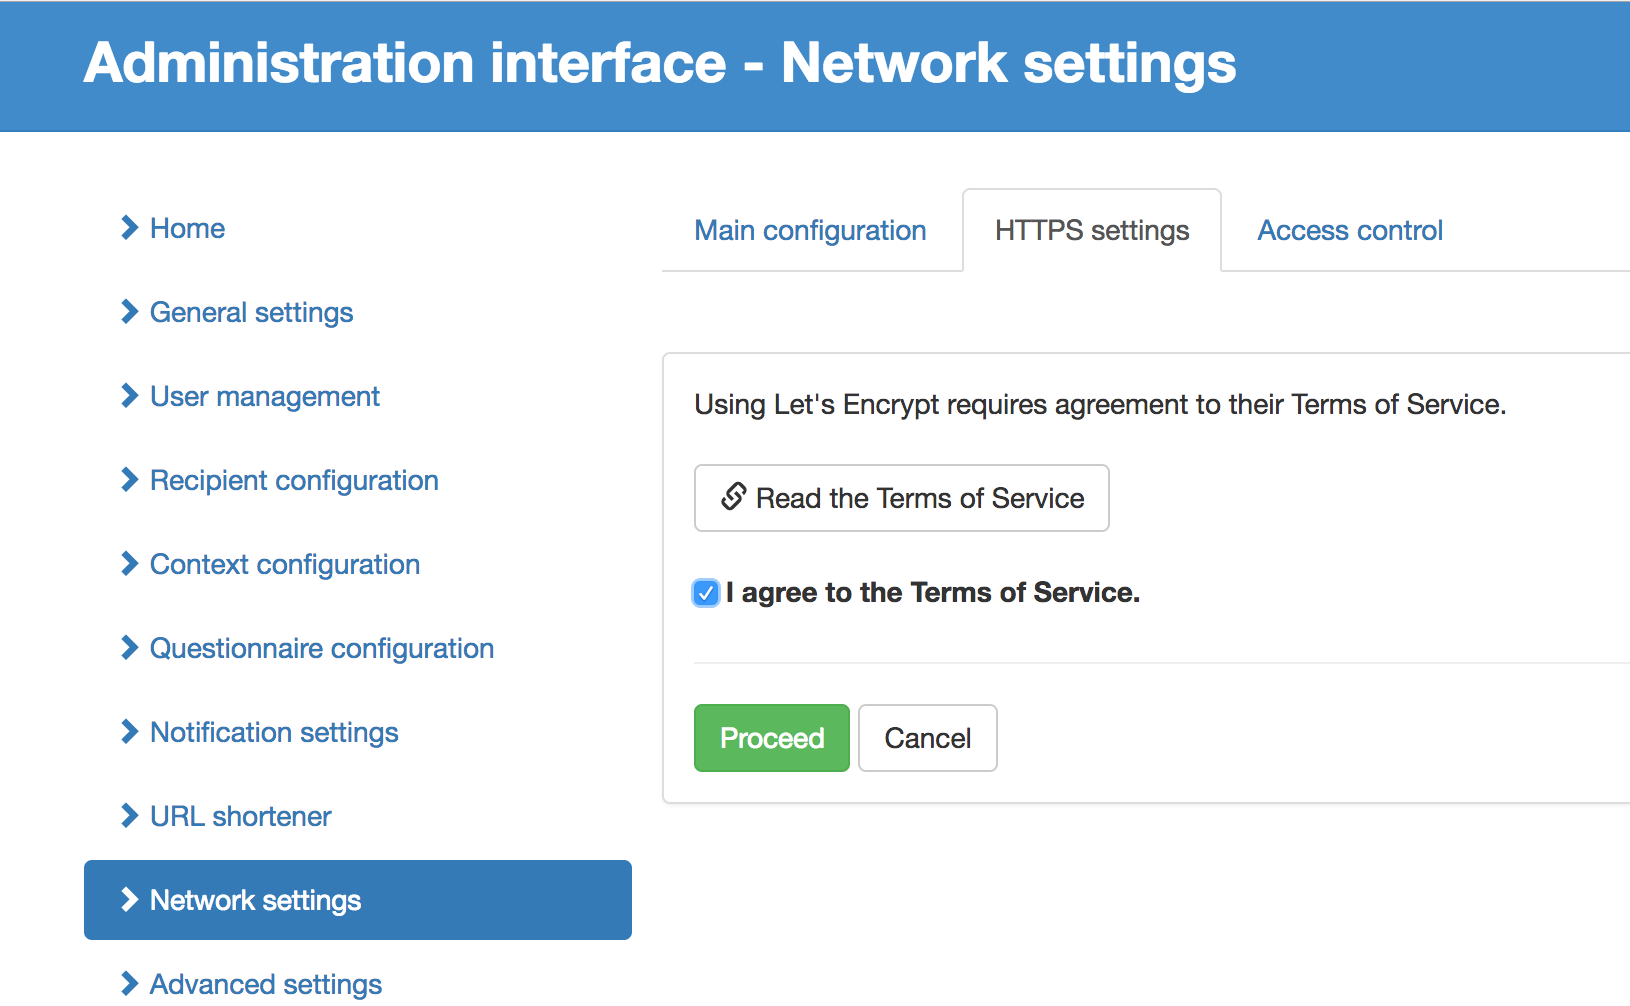 Administration interface - Network settings
Home
General settings
User management
Recipient configuration
Context configuration
Questionnaire configuration
Notification settings
URL shortener
Network settings
Advanced settings
Main configuration
HTTPS settings
Access control
Using Let's Encrypt requires agreement to their Terms of Service.
Read the Terms of Service
I agree to the Terms of Service.
Proceed
Cancel